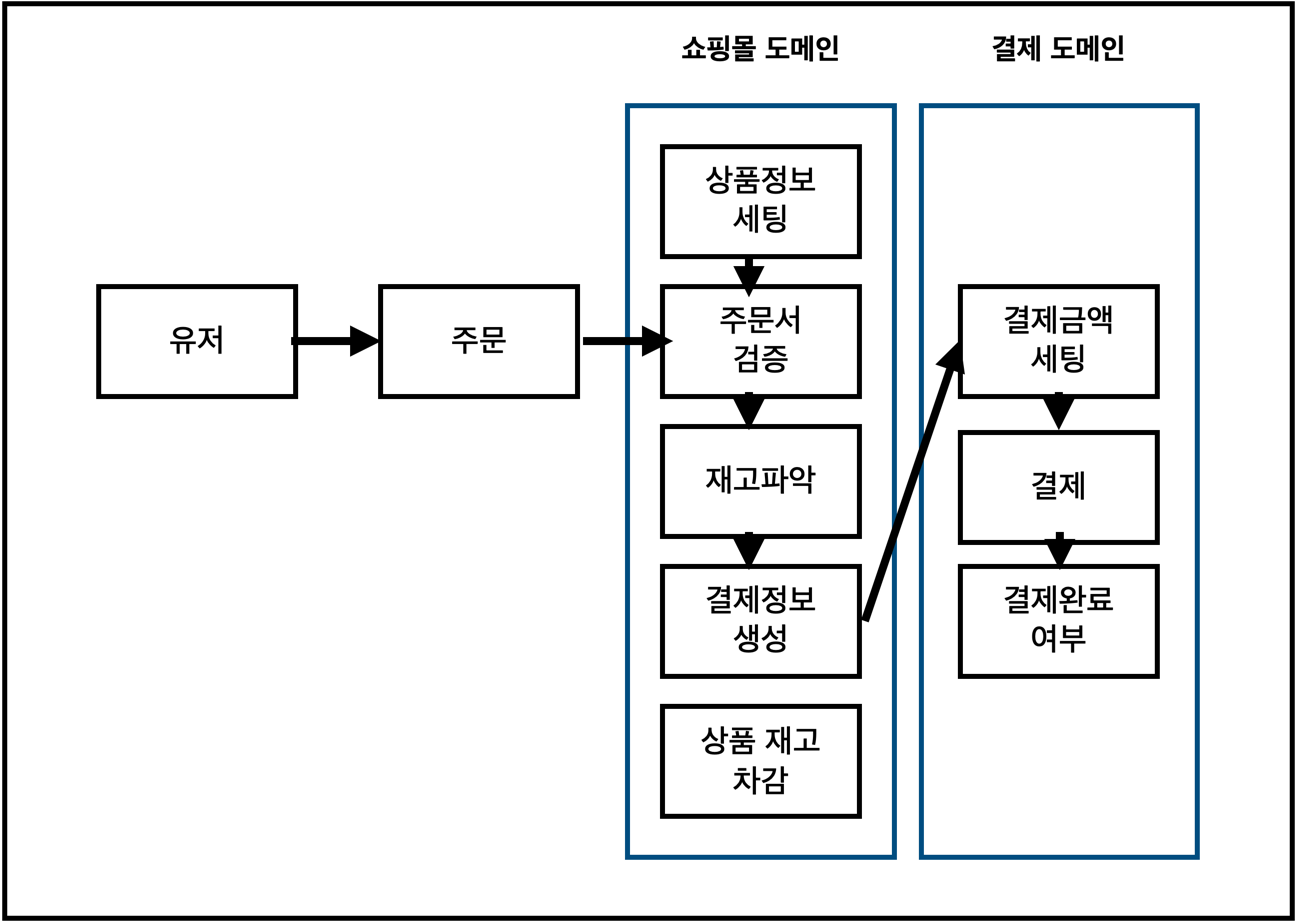 쇼핑몰 도메인
결제 도메인
유저
주문
상품정보
세팅
주문서
검증
재고파악
결제정보
생성
상품 재고
차감
결제금액
세팅
결제
결제완료
여부